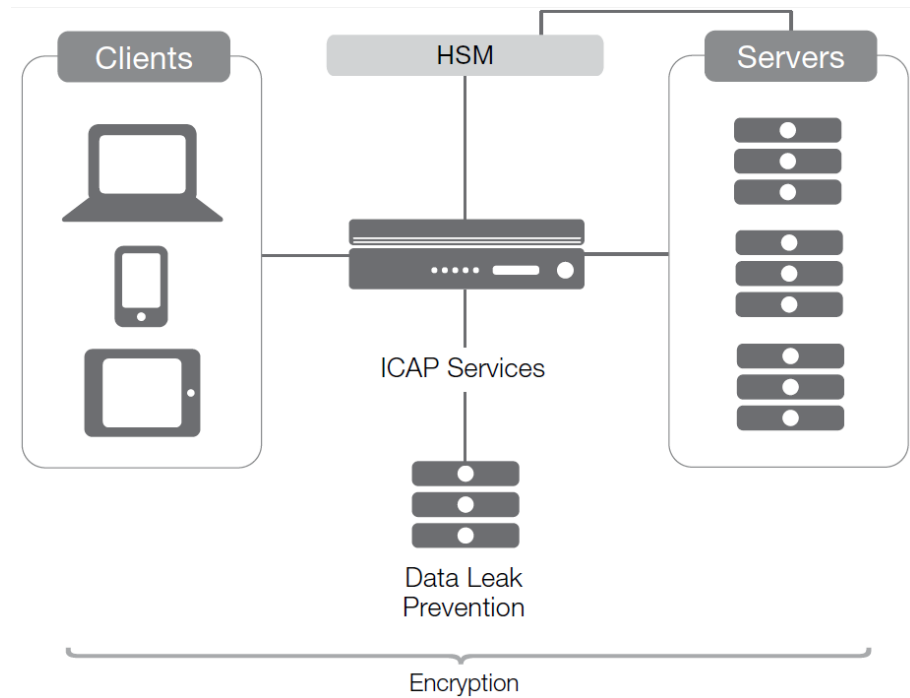 Clients
HSM
Servers
ICAP Services
Data Leak
Prevention
Encryption